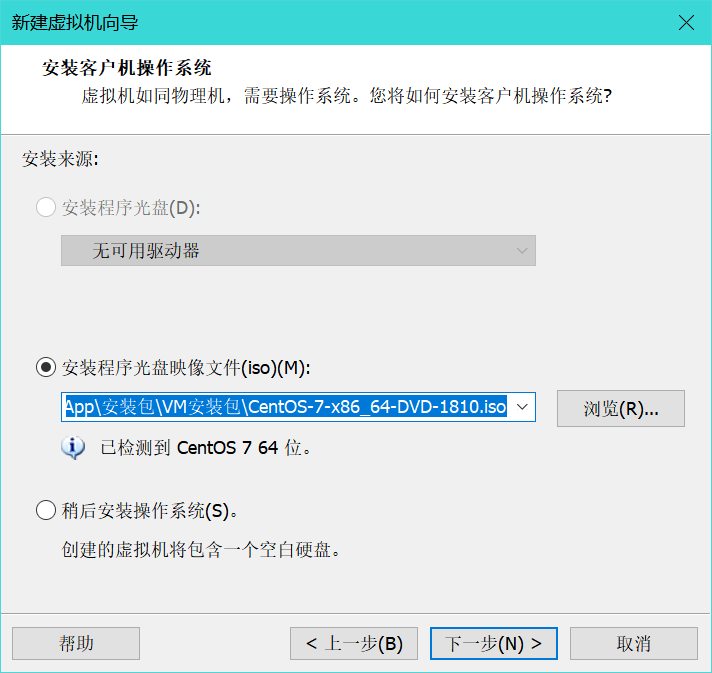 新建虚拟机向导
安装客户机操作系统
虚拟机如同物理机，需要操作系统。您将如何安装客户机操作系统?
安装来源:
安装程序光盘(D):
无可用驱动器
安装程序光盘映像文件(iso)(M):
App\安装包\VM安装包\CentOS-7-x86_64-DVD-1810.iso
浏览(R)...
已检测到 CentOS 7 64 位。
稍后安装操作系统(S)。
创建的虚拟机将包含一个空白硬盘。
帮助
< 上一步(B)
下一步(N) >
取消